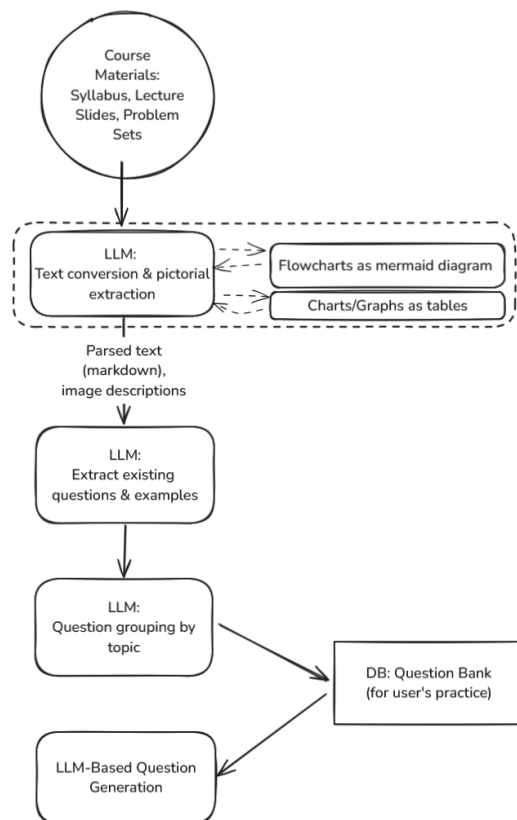 Course
Materials:
Syllabus, Lecture
Slides, Problem
Sets
LLM:
Text conversion & pictorial
extraction
Flowcharts as mermaid diagram
Charts/Graphs as tables
Parsed text
(markdown),
image descriptions
LLM:
Extract existing
questions & examples
LLM:
Question grouping by
topic
DB: Question Bank
(for user's practice)
LLM-Based Question
Generation